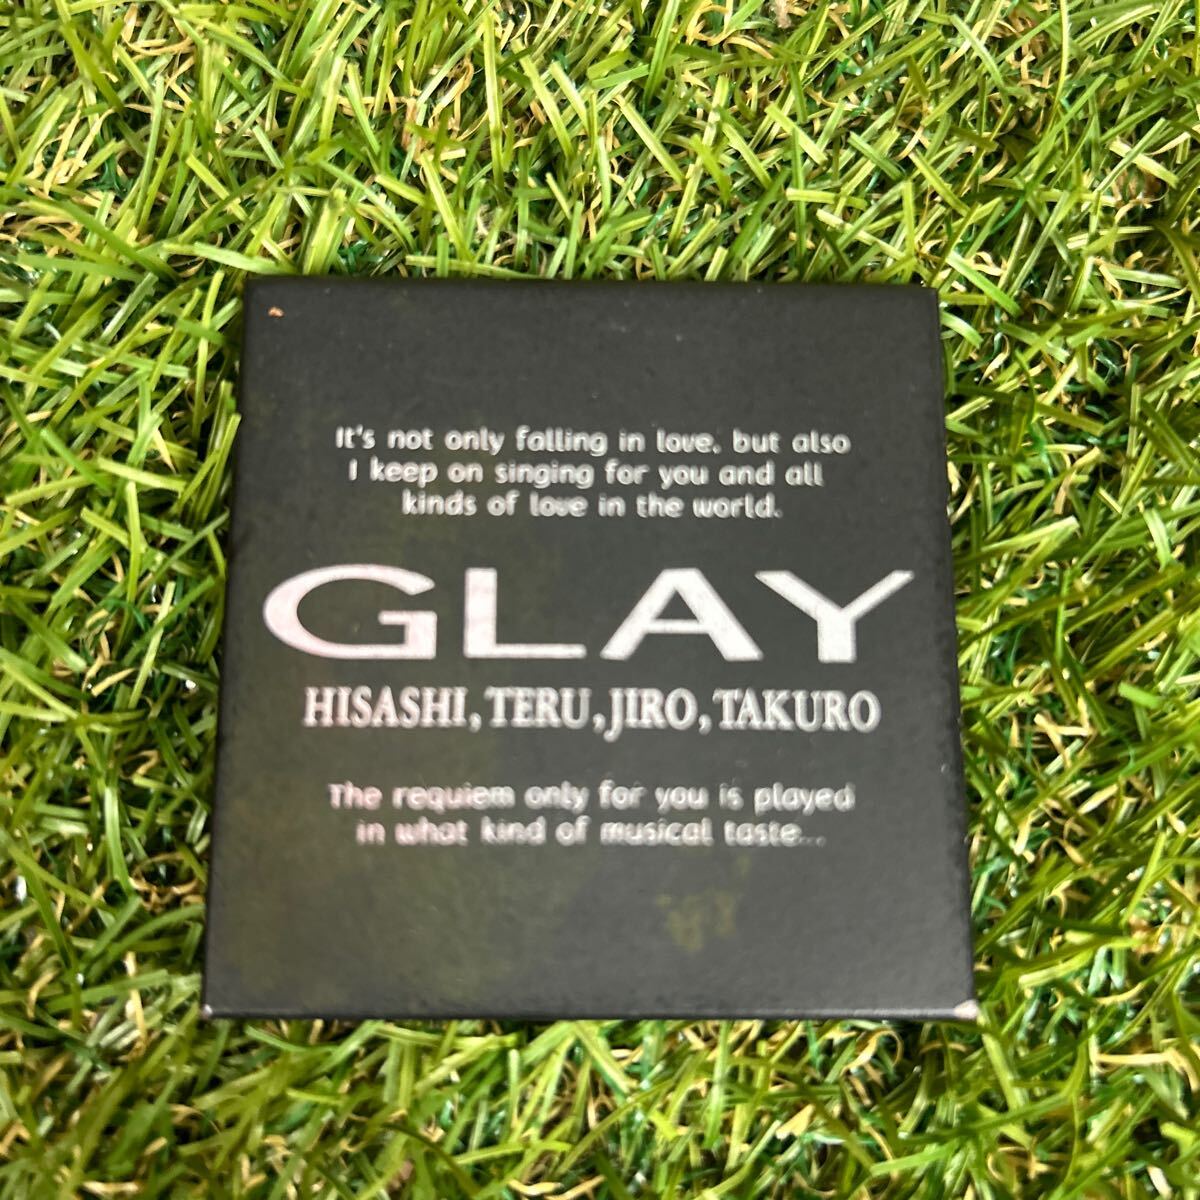 It's not only falling in love, but also
I keep on singing for you and all
kinds of love in the world.
GLAY
HISASHI, TERU, JIRO, TAKURO
The requiem only for you is played
in what kind of musical taste...